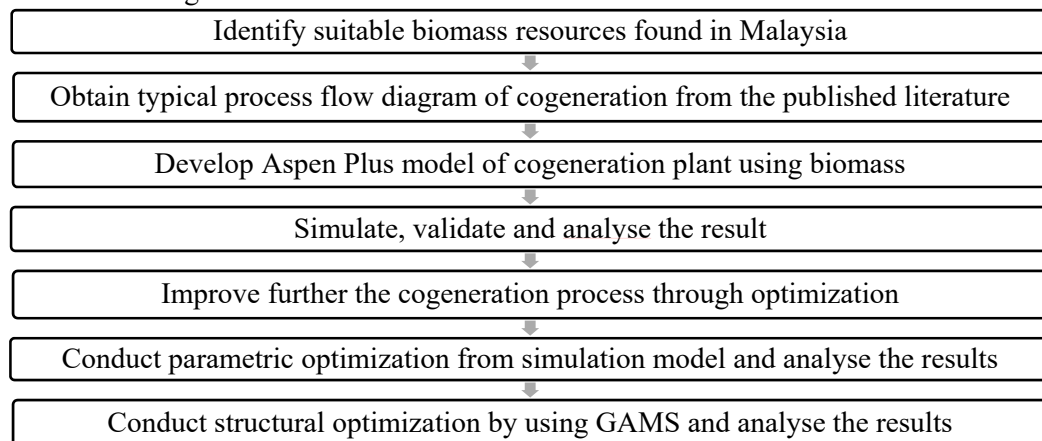 Identify suitable biomass resources found in Malaysia
Obtain typical process flow diagram of cogeneration from the published literature
Develop Aspen Plus model of cogeneration plant using biomass
Simulate, validate and analyse the result
Improve further the cogeneration process through optimization
Conduct parametric optimization from simulation model and analyse the results
Conduct structural optimization by using GAMS and analyse the results